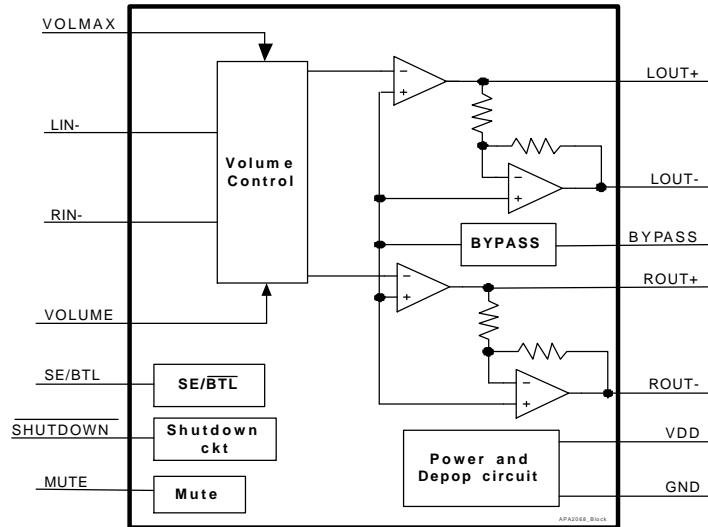 VOLMAX
LOUT+
LIN-
Volume
Control
LOUT-
RIN-
BYPASS
BYPASS
ROUT+
VOLUME
SE/BTL
SE/BTL
ROUT-
SHUTDOWN
Shutdown
ckt
VDD
Power and
Depop circuit
MUTE
Mute
GND
APA2068_Block